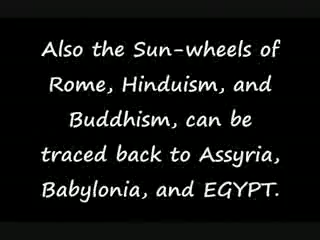 Also the Sun-wheels of
Rome, Hinduism, and
Buddhism, can be
traced back to Assyria,
Babylonia, and EGYPT.